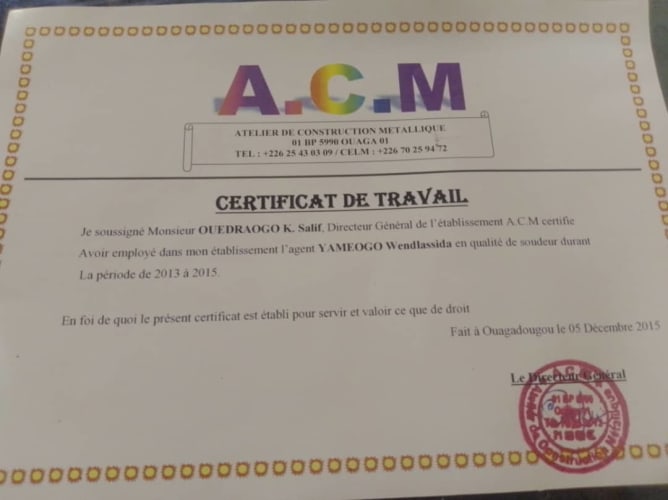 A.C.M
ATELIER DE CONSTRUCTION METALLIQUE
01 BP 5990 OUAGA 01
TEL : +226 25 43 03 09 / CELM : +226 70 25 94 72
CERTIFICAT DE TRAVAIL
Je soussigné Monsieur OUEDRAOGO K. Salif, Directeur Général de l'établissement A.C.M certifie
Avoir employé dans mon établissement l'agent YAMEOGO Wendlassida en qualité de soudeur durant
La période de 2013 à 2015.
En foi de quoi le présent certificat est établi pour servir et valoir ce que de droit
Fait à Ouagadougou le 05 Décembre 2015
Le Directeur Général